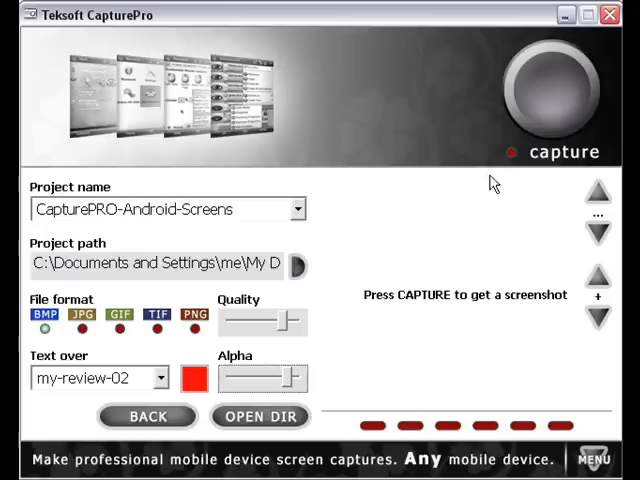 Teksoft CapturePro
capture
Project name
CapturePRO-Android-Screens
Project path
C:\Documents and Settings\me\My D
File format
Quality
BMP JPG GIF TIF PNG
Text over
Alpha
my-review-02
BACK
OPEN DIR
...
Press CAPTURE to get a screenshot
+
Make professional mobile device screen captures. Any mobile device.
MENU